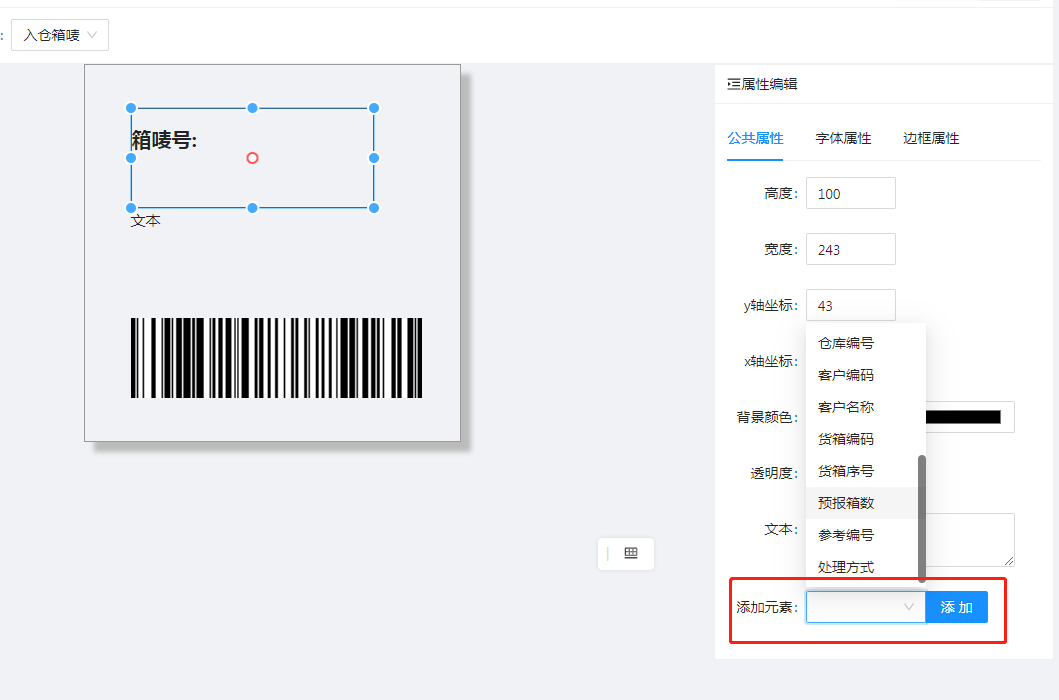 : 入仓箱唛
属性编辑
公共属性 字体属性 边框属性
箱唛号:
文本
高度: 100
宽度: 243
y轴坐标: 43
x轴坐标:
背景颜色:
透明度:
文本:
仓库编号
客户编码
客户名称
货箱编码
货箱序号
预报箱数
参考编号
处理方式
添加元素: 添 加